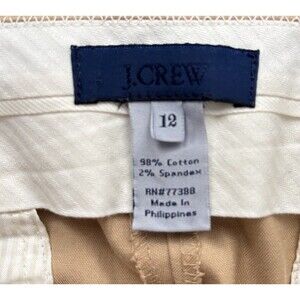 J.CREW
12
98% Cotton
2% Spandex
RN#77388
Made In
Philippines